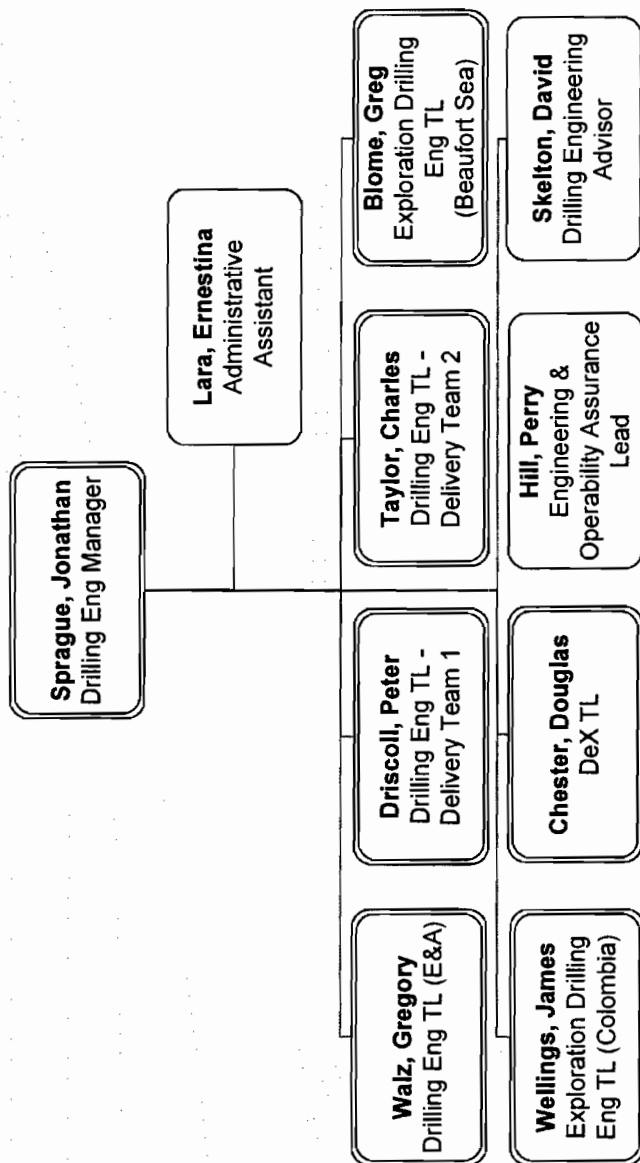 Sprague, Jonathan
Drilling Eng Manager
Lara, Ernestina
Administrative
Assistant
Walz, Gregory
Drilling Eng TL (E&A)
Driscoll, Peter
Drilling Eng TL -
Delivery Team 1
Taylor, Charles
Drilling Eng TL -
Delivery Team 2
Blome, Greg
Exploration Drilling
Eng TL
(Beaufort Sea)
Wellings, James
Exploration Drilling
Eng TL (Colombia)
Chester, Douglas
DeX TL
Hill, Perry
Engineering &
Operability Assurance
Lead
Skelton, David
Drilling Engineering
Advisor